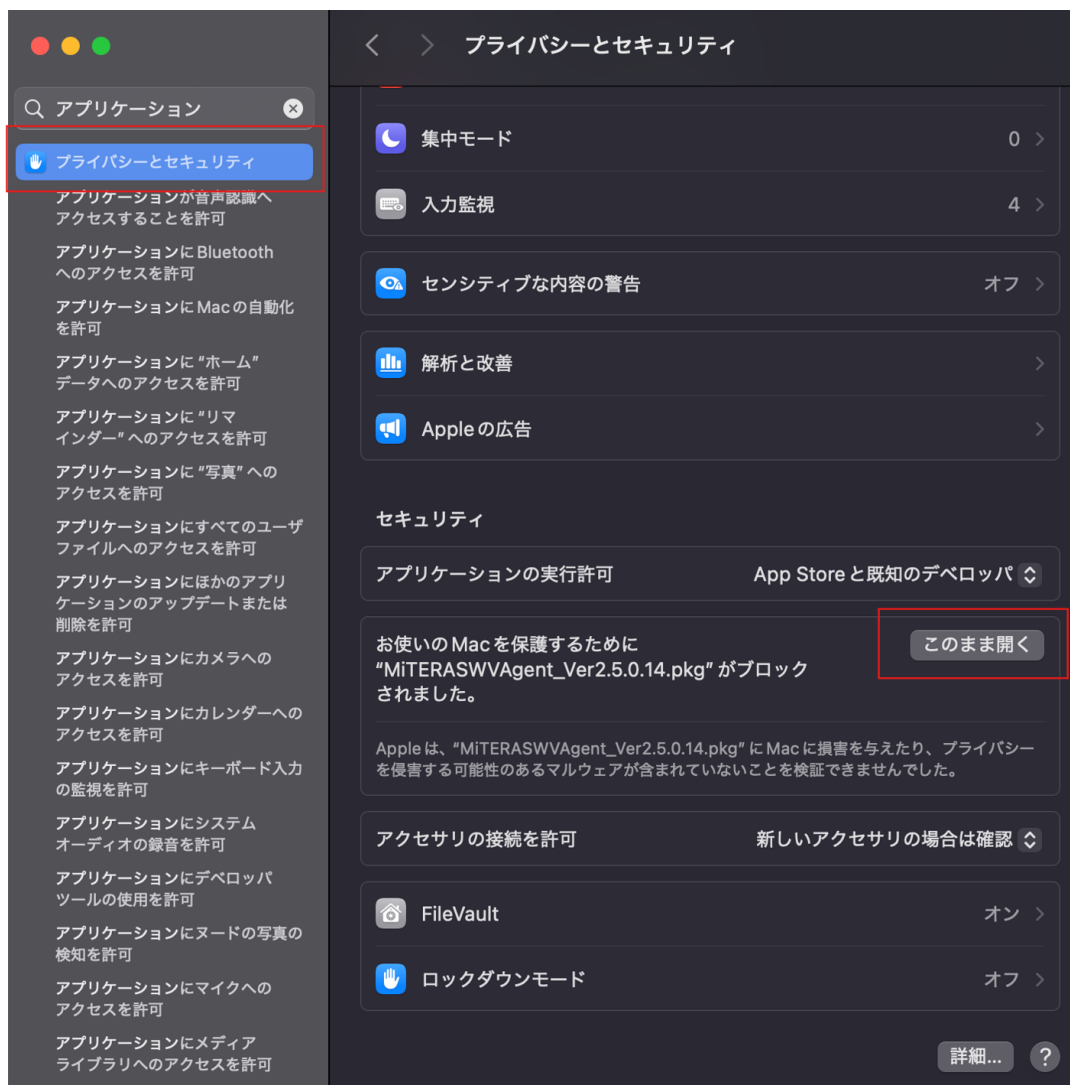 アプリケーション
プライバシーとセキュリティ
アプリケーションが音声認識へ
アクセスすることを許可
アプリケーションにBluetooth
へのアクセスを許可
アプリケーションにMacの自動化
を許可
アプリケーションに“ホーム”
データへのアクセスを許可
アプリケーションに“リマ
インダー”へのアクセスを許可
アプリケーションに“写真”への
アクセスを許可
アプリケーションにすべてのユーザ
ファイルへのアクセスを許可
アプリケーションにほかのアプリ
ケーションのアップデートまたは
削除を許可
アプリケーションにカメラへの
アクセスを許可
アプリケーションにカレンダーへの
アクセスを許可
アプリケーションにキーボード入力
の監視を許可
アプリケーションにシステム
オーディオの録音を許可
アプリケーションにデベロッパ
ツールの使用を許可
アプリケーションにヌードの写真の
検知を許可
アプリケーションにマイクへの
アクセスを許可
アプリケーションにメディア
ライブラリへのアクセスを許可
プライバシーとセキュリティ
集中モード 0
入力監視 4
センシティブな内容の警告 オフ
解析と改善
Appleの広告
セキュリティ
アプリケーションの実行許可 App Storeと既知のデベロッパ
お使いのMacを保護するために
“MiTERASWVAgent_Ver2.5.0.14.pkg”がブロック
されました。
このまま開く
Appleは、“MiTERASWVAgent_Ver2.5.0.14.pkg”にMacに損害を与えたり、プライバシー
を侵害する可能性のあるマルウェアが含まれていないことを検証できませんでした。
アクセサリの接続を許可 新しいアクセサリの場合は確認
FileVault オン
ロックダウンモード オフ
詳細... ?